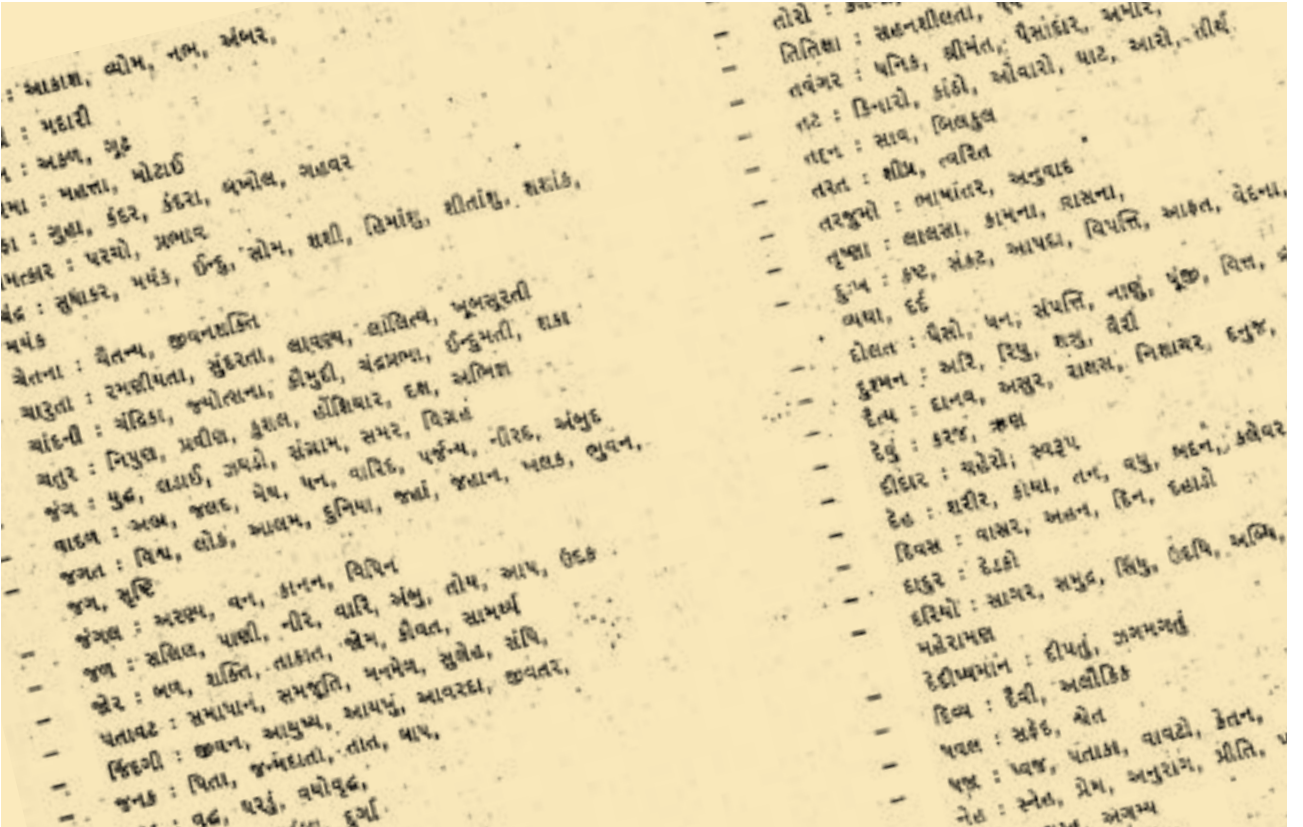 : આકાશ, વ્યોમ, નભ, અંબર,
: મદારી
: અકળ, ગૂઢ
: મહત્તા, મોટાઈ
: ગુહા, કંદર, કંદરા, બખોલ, ગહવર
: પરચો, પ્રભાવ
: સુધાકર, મયંક, ઈન્દુ, સોમ, શશી, હિમાંશુ, શીતાંશુ, શશાંક,
મયંક
ચેતના : ચૈતન્ય, જીવનશક્તિ
ચારુતા : રમણીયતા, સુંદરતા, લાવણ્ય, લાલિત્ય, ખૂબસૂરતી
ચાંદની : ચંદ્રિકા, જ્યોત્સના, કૌમુદી, ચંદ્રપ્રભા, ઈન્દુમતી, રાકા
ચતુર : નિપુણ, પ્રવીણ, કુશલ, હોંશિયાર, દક્ષ, અભિજ્ઞ
જંગ : યુદ્ધ, લડાઈ, ઝઘડો, સંગ્રામ, સમર, વિગ્રહ
વાદળ : અભ્ર, જલદ, મેઘ, ઘન, વારિદ, પર્જન્ય, નીરદ, અંબુદ
જગત : વિશ્વ, લોક, આલમ, દુનિયા, જહાં, જહાન, ખલક, ભુવન,
જગ, સૃષ્ટિ
જંગલ : અરણ્ય, વન, કાનન, વિપિન
જળ : સલિલ, પાણી, નીર, વારિ, અંબુ, તોય, આપ, ઉદક
જોર : બળ, શક્તિ, તાકાત, જોમ, કૌવત, સામર્થ્ય
પતાવટ : સમાધાન, સમજૂતિ, મનમેળ, સુલેહ, સંધિ,
જિંદગી : જીવન, આયુષ્ય, આયખું, આવરદા, જીવતર,
જનક : પિતા, જન્મદાતા, તાત, બાપ,
: વૃદ્ધ, ઘરડું, વયોવૃદ્ધ,
દુર્ગા
તોરો :
તિતિક્ષા : સહનશીલતા,
તવંગર : ધનિક, શ્રીમંત, પૈસાદાર, અમીર,
તટ : કિનારો, કાંઠો, ઓવારો, ઘાટ, આરો, તીર્થ
તદ્દન : સાવ, બિલકુલ
તરત : શીઘ્ર, ત્વરિત
તરજુમો : ભાષાંતર, અનુવાદ
તૃષ્ણા : લાલસા, કામના, વાસના,
દુઃખ : કષ્ટ, સંકટ, આપદા, વિપત્તિ, આફત, વેદના,
વ્યથા, દર્દ
દોલત : પૈસો, ધન, સંપત્તિ, નાણું, પૂંજી, વિત્ત,
દુશ્મન : અરિ, રિપુ, શત્રુ, વૈરી
દૈત્ય : દાનવ, અસુર, રાક્ષસ, નિશાચર, દનુજ,
દેવું : કરજ, ઋણ
દીદાર : ચહેરો; સ્વરૂપ
દેહ : શરીર, કાયા, તન, વપુ, બદન, કલેવર
દિવસ : વાસર, અહન, દિન, દહાડો
દાદુર : દેડકો
દરિયો : સાગર, સમુદ્ર, સિંધુ, ઉદધિ, અબ્ધિ,
મહેરામણ
દેદીપ્યમાન : દીપતું, ઝગમગતું
દિવ્ય : દૈવી, અલૌકિક
ધવલ : સફેદ, શ્વેત
ધજા : ધ્વજ, પતાકા, વાવટો, કેતન,
નેહ : સ્નેહ, પ્રેમ, અનુરાગ, પ્રીતિ,
અગમ્ય